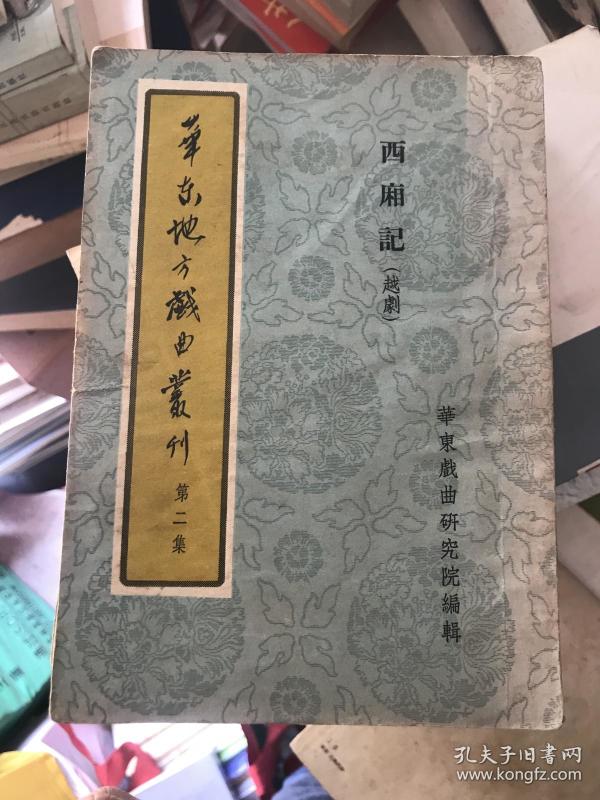 華东地方戲曲叢刊
第二集
西廂記
（越劇）
華東戲曲研究院編輯
孔夫子旧书网
www.kongfz.com